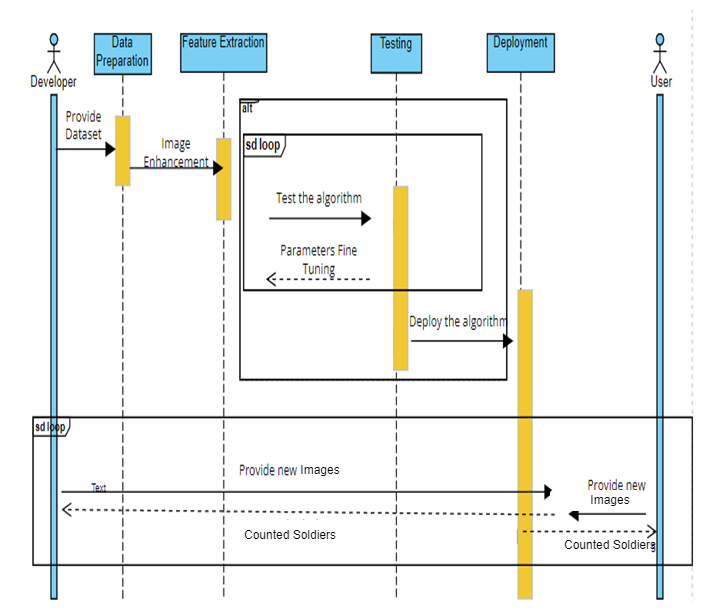 Data
Preparation
Feature Extraction
Testing
Deployment
Developer
User
alt
Provide
Dataset
Image
Enhancement
sd loop
Test the algorithm
Parameters Fine
Tuning
Deploy the algorithm
sd loop
Provide new Images
Text
Provide new
Images
Counted Soldiers
Counted Soldiers